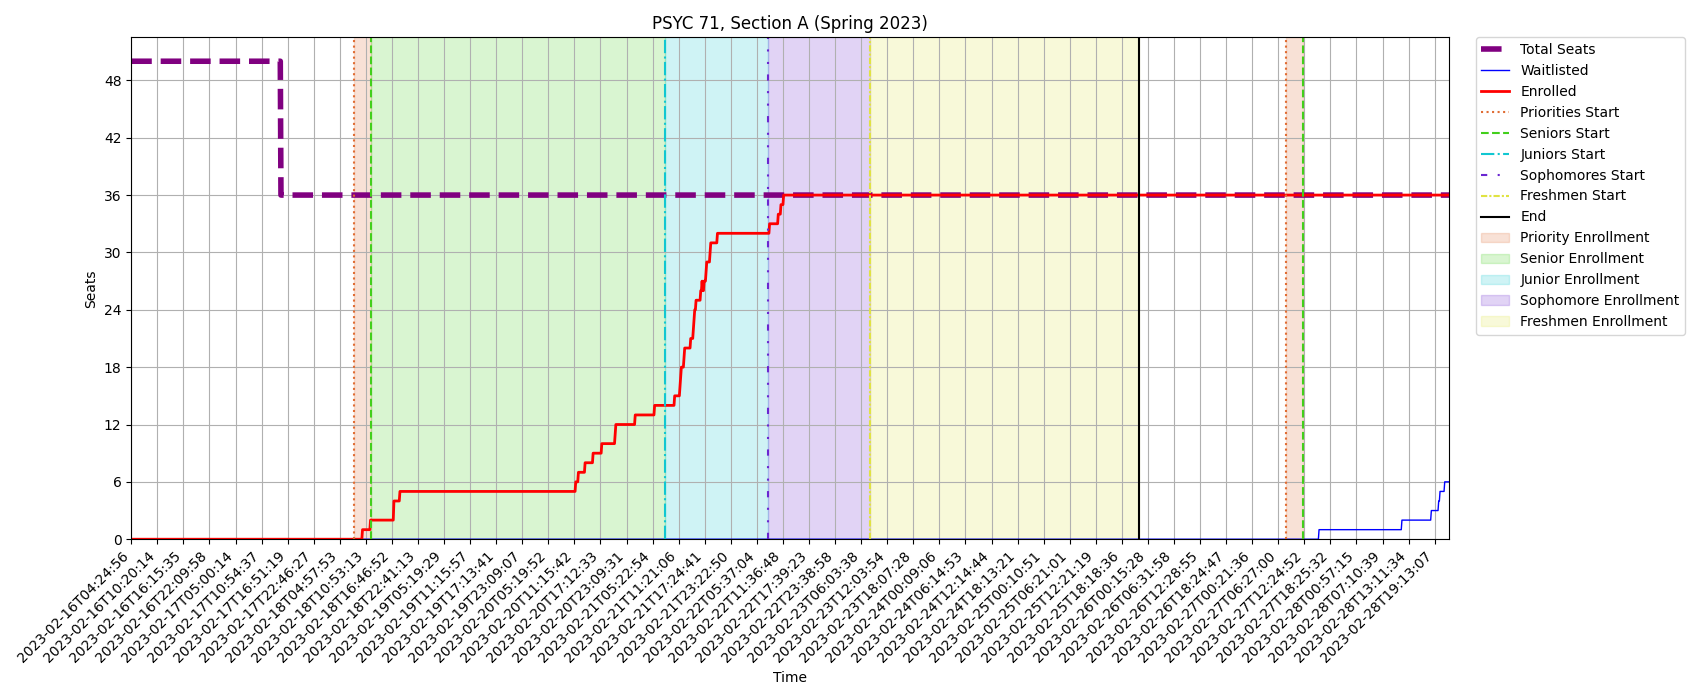 PSYC 71, Section A (Spring 2023)
Seats
48
42
36
30
24
18
12
6
0
2023-02-16T04:24:56
2023-02-16T10:20:14
2023-02-16T16:15:35
2023-02-16T22:09:58
2023-02-17T05:00:14
2023-02-17T10:54:37
2023-02-17T16:51:19
2023-02-17T22:46:27
2023-02-18T04:57:53
2023-02-18T10:53:13
2023-02-18T16:46:52
2023-02-18T22:41:13
2023-02-19T05:19:29
2023-02-19T11:15:57
2023-02-19T17:13:41
2023-02-19T23:09:07
2023-02-20T05:19:52
2023-02-20T11:15:42
2023-02-20T17:12:33
2023-02-20T23:09:31
2023-02-21T05:22:54
2023-02-21T11:21:06
2023-02-21T17:24:41
2023-02-21T23:22:50
2023-02-22T05:37:04
2023-02-22T11:36:48
2023-02-22T17:39:23
2023-02-22T23:38:58
2023-02-23T06:03:38
2023-02-23T12:03:54
2023-02-23T18:07:28
2023-02-24T00:09:06
2023-02-24T06:14:53
2023-02-24T12:14:44
2023-02-24T18:13:21
2023-02-25T00:10:51
2023-02-25T06:21:01
2023-02-25T12:21:19
2023-02-25T18:18:36
2023-02-26T00:15:28
2023-02-26T06:31:58
2023-02-26T12:28:55
2023-02-26T18:24:47
2023-02-27T00:21:36
2023-02-27T06:27:00
2023-02-27T12:24:52
2023-02-27T18:25:32
2023-02-28T00:57:15
2023-02-28T07:10:39
2023-02-28T13:11:34
2023-02-28T19:13:07
Time
Total Seats
Waitlisted
Enrolled
Priorities Start
Seniors Start
Juniors Start
Sophomores Start
Freshmen Start
End
Priority Enrollment
Senior Enrollment
Junior Enrollment
Sophomore Enrollment
Freshmen Enrollment